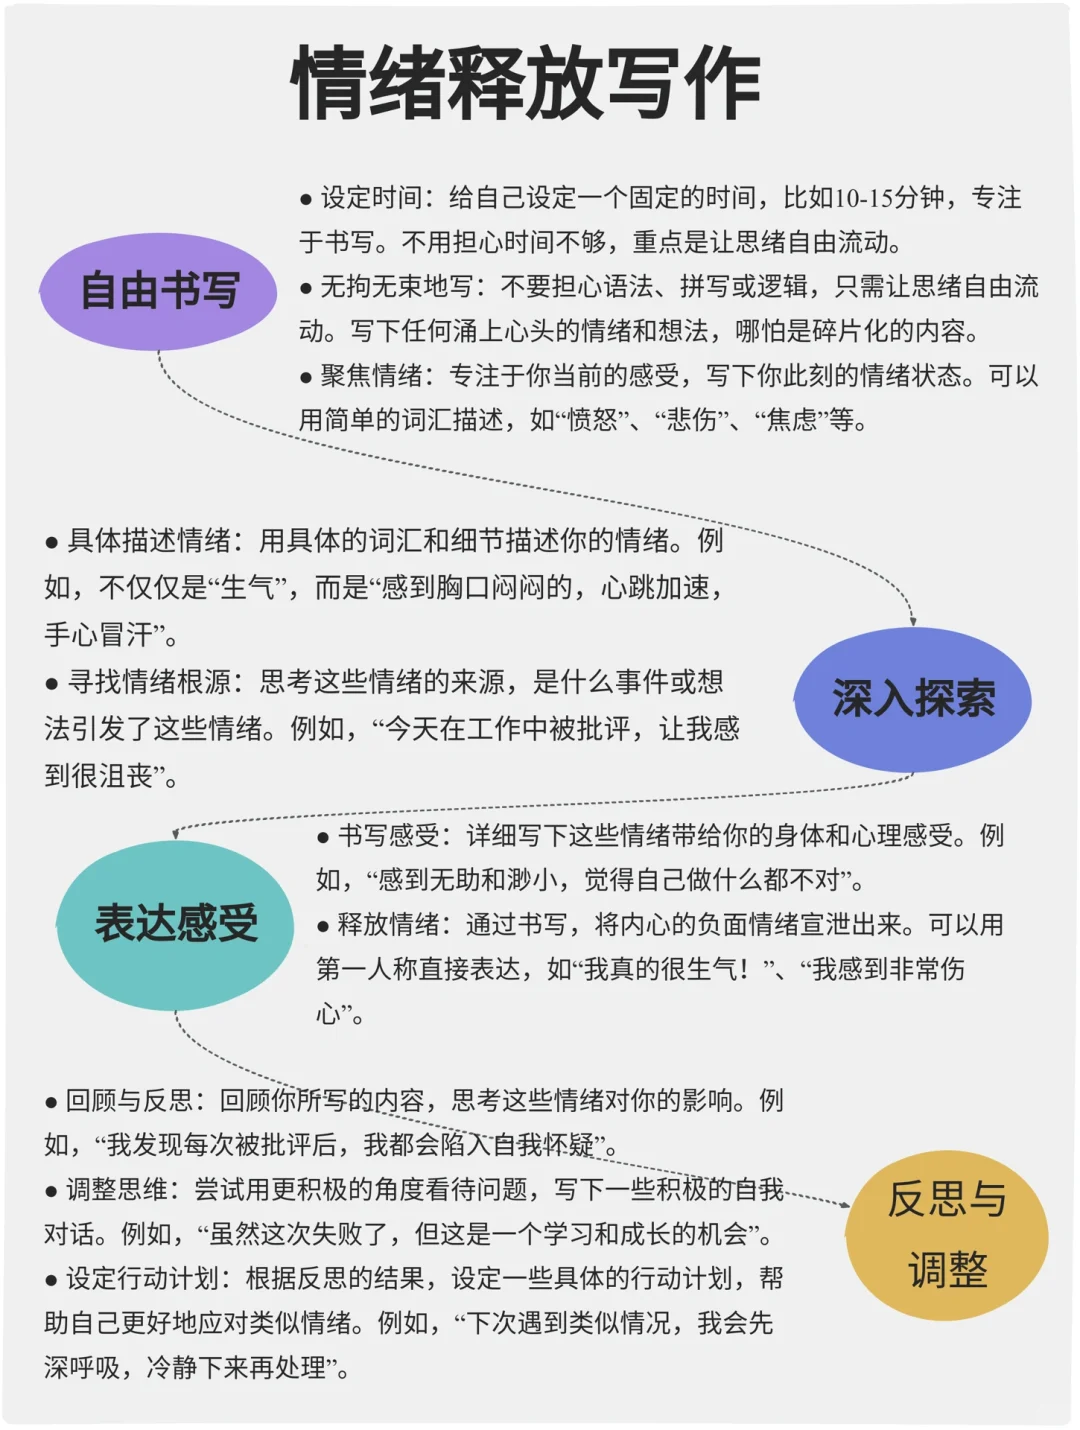 情绪释放写作
自由书写
● 设定时间：给自己设定一个固定的时间，比如10-15分钟，专注
于书写。不用担心时间不够，重点是让思绪自由流动。
● 无拘无束地写：不要担心语法、拼写或逻辑，只需让思绪自由流
动。写下任何涌上心头的情绪和想法，哪怕是碎片化的内容。
● 聚焦情绪：专注于你当前的感受，写下你此刻的情绪状态。可以
用简单的词汇描述，如“愤怒”、“悲伤”、“焦虑”等。
深入探索
● 具体描述情绪：用具体的词汇和细节描述你的情绪。例
如，不仅仅是“生气”，而是“感到胸口闷闷的，心跳加速，
手心冒汗”。
● 寻找情绪根源：思考这些情绪的来源，是什么事件或想
法引发了这些情绪。例如，“今天在工作中被批评，让我感
到很沮丧”。
表达感受
● 书写感受：详细写下这些情绪带给你的身体和心理感受。例
如，“感到无助和渺小，觉得自己做什么都不对”。
● 释放情绪：通过书写，将内心的负面情绪宣泄出来。可以用
第一人称直接表达，如“我真的很生气！”、“我感到非常伤
心”。
反思与
调整
● 回顾与反思：回顾你所写的内容，思考这些情绪对你的影响。例
如，“我发现每次被批评后，我都会陷入自我怀疑”。
● 调整思维：尝试用更积极的角度看待问题，写下一些积极的自我
对话。例如，“虽然这次失败了，但这是一个学习和成长的机会”。
● 设定行动计划：根据反思的结果，设定一些具体的行动计划，帮
助自己更好地应对类似情绪。例如，“下次遇到类似情况，我会先
深呼吸，冷静下来再处理”。